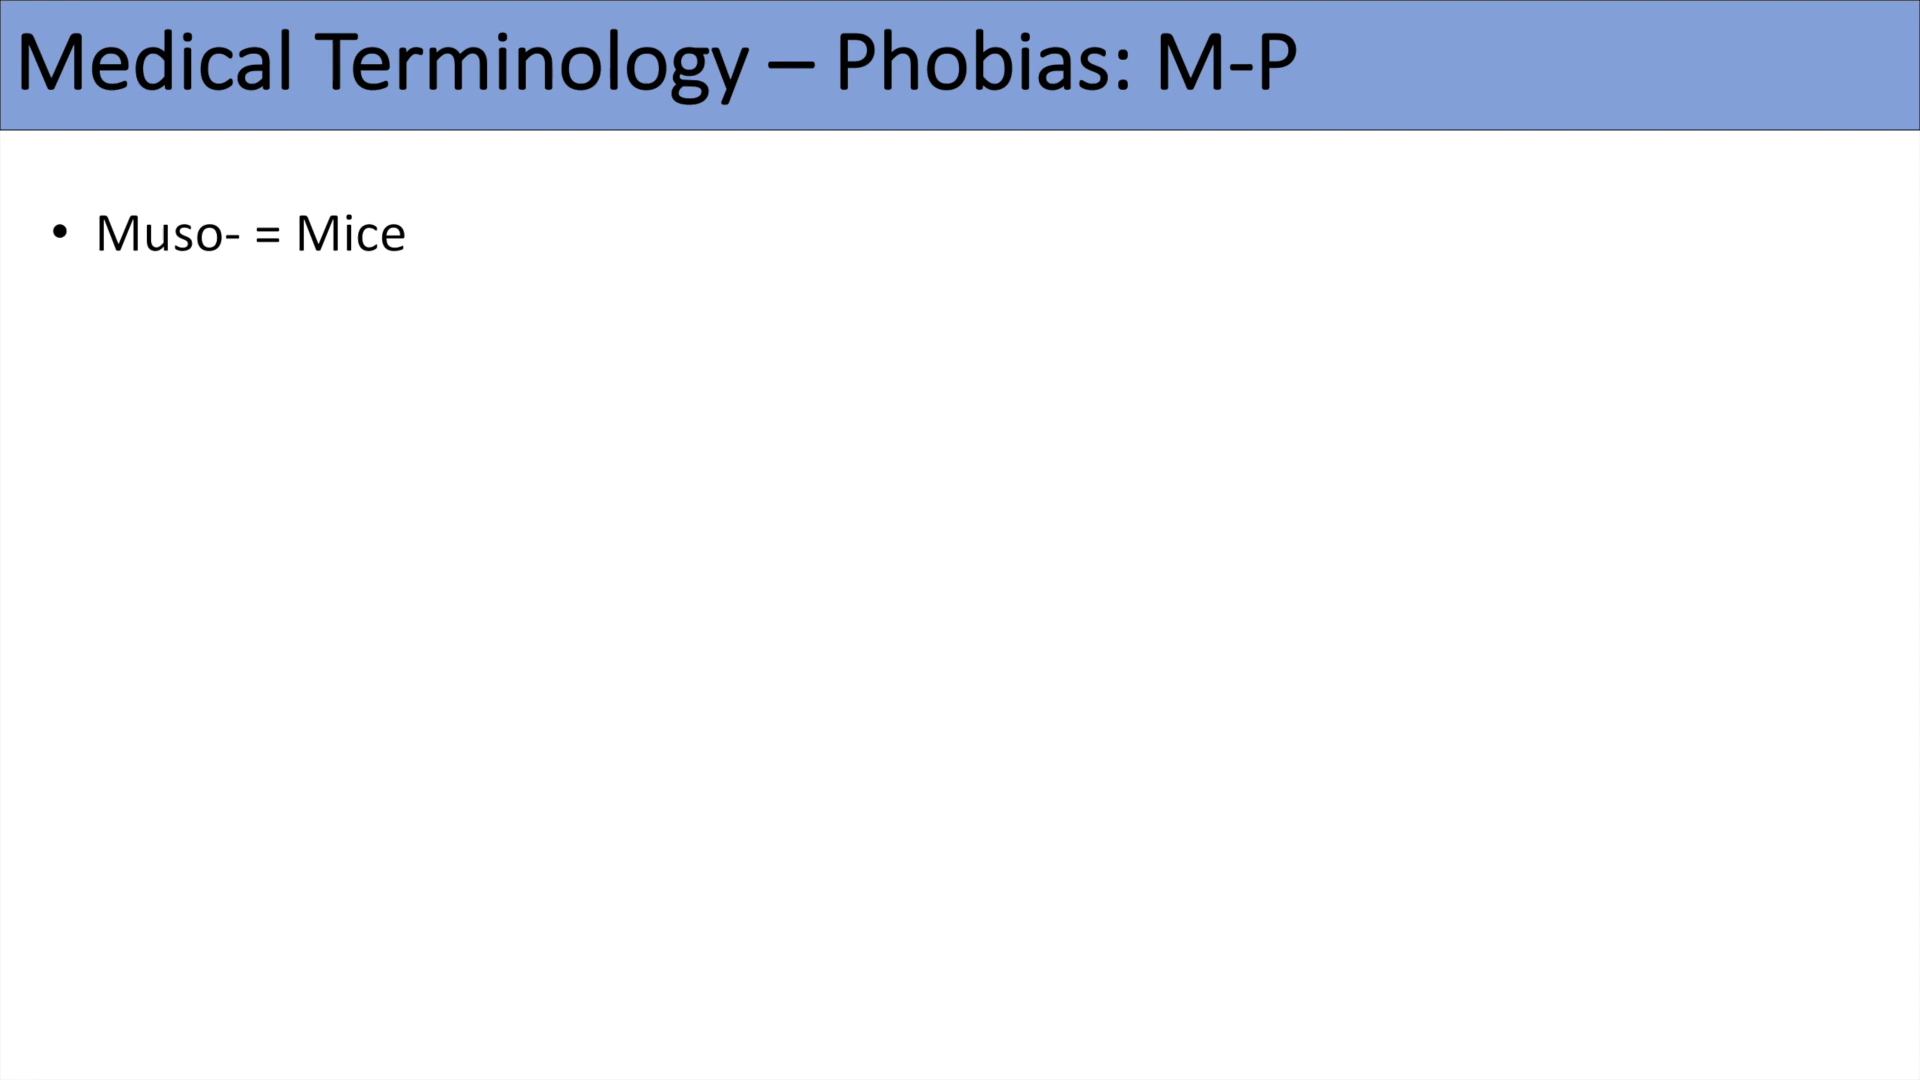 Medical Terminology – Phobias: M-P
• Muso- = Mice